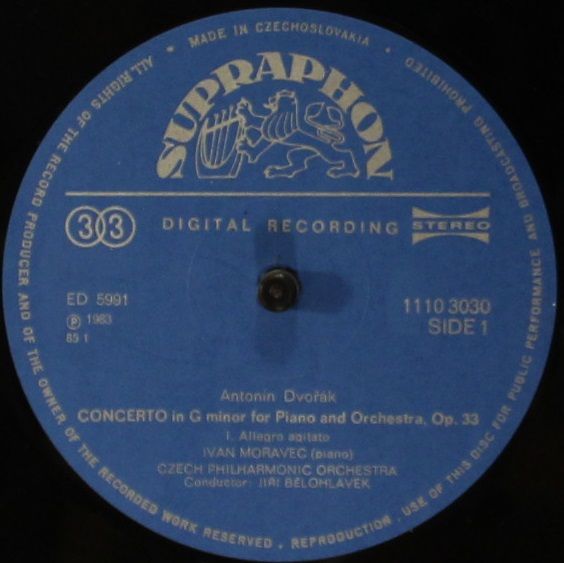 ALL RIGHTS OF THE RECORD PRODUCER AND OF THE OWNER OF THE RECORDED WORK RESERVED • REPRODUCTION, USE OF THIS DISC FOR PUBLIC PERFORMANCE AND BROADCASTING PROHIBITED
• MADE IN CZECHOSLOVAKIA •
SUPRAPHON
33 DIGITAL RECORDING STEREO
ED 5991 1110 3030
Ⓟ 1983 SIDE 1
85 1
Antonín Dvořák
CONCERTO in G minor for Piano and Orchestra, Op. 33
I. Allegro agitato
IVAN MORAVEC (piano)
CZECH PHILHARMONIC ORCHESTRA
Conductor: JIŘÍ BĚLOHLÁVEK